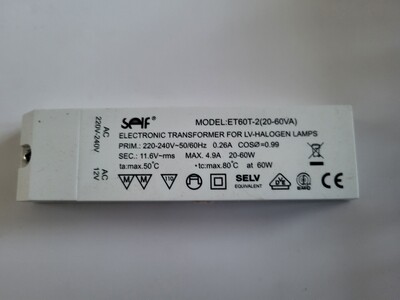 SELF
MODEL:ET60T-2(20-60VA)
ELECTRONIC TRANSFORMER FOR LV-HALOGEN LAMPS
PRIM.: 220-240V~50/60Hz 0.26A COSØ=0.99
SEC.: 11.6V~rms MAX. 4.9A 20-60W
ta:max.50°C •tc:max.80°C at 60W
M M 110 SELV
EQUIVALENT
AC
220V-240V
AC
12V